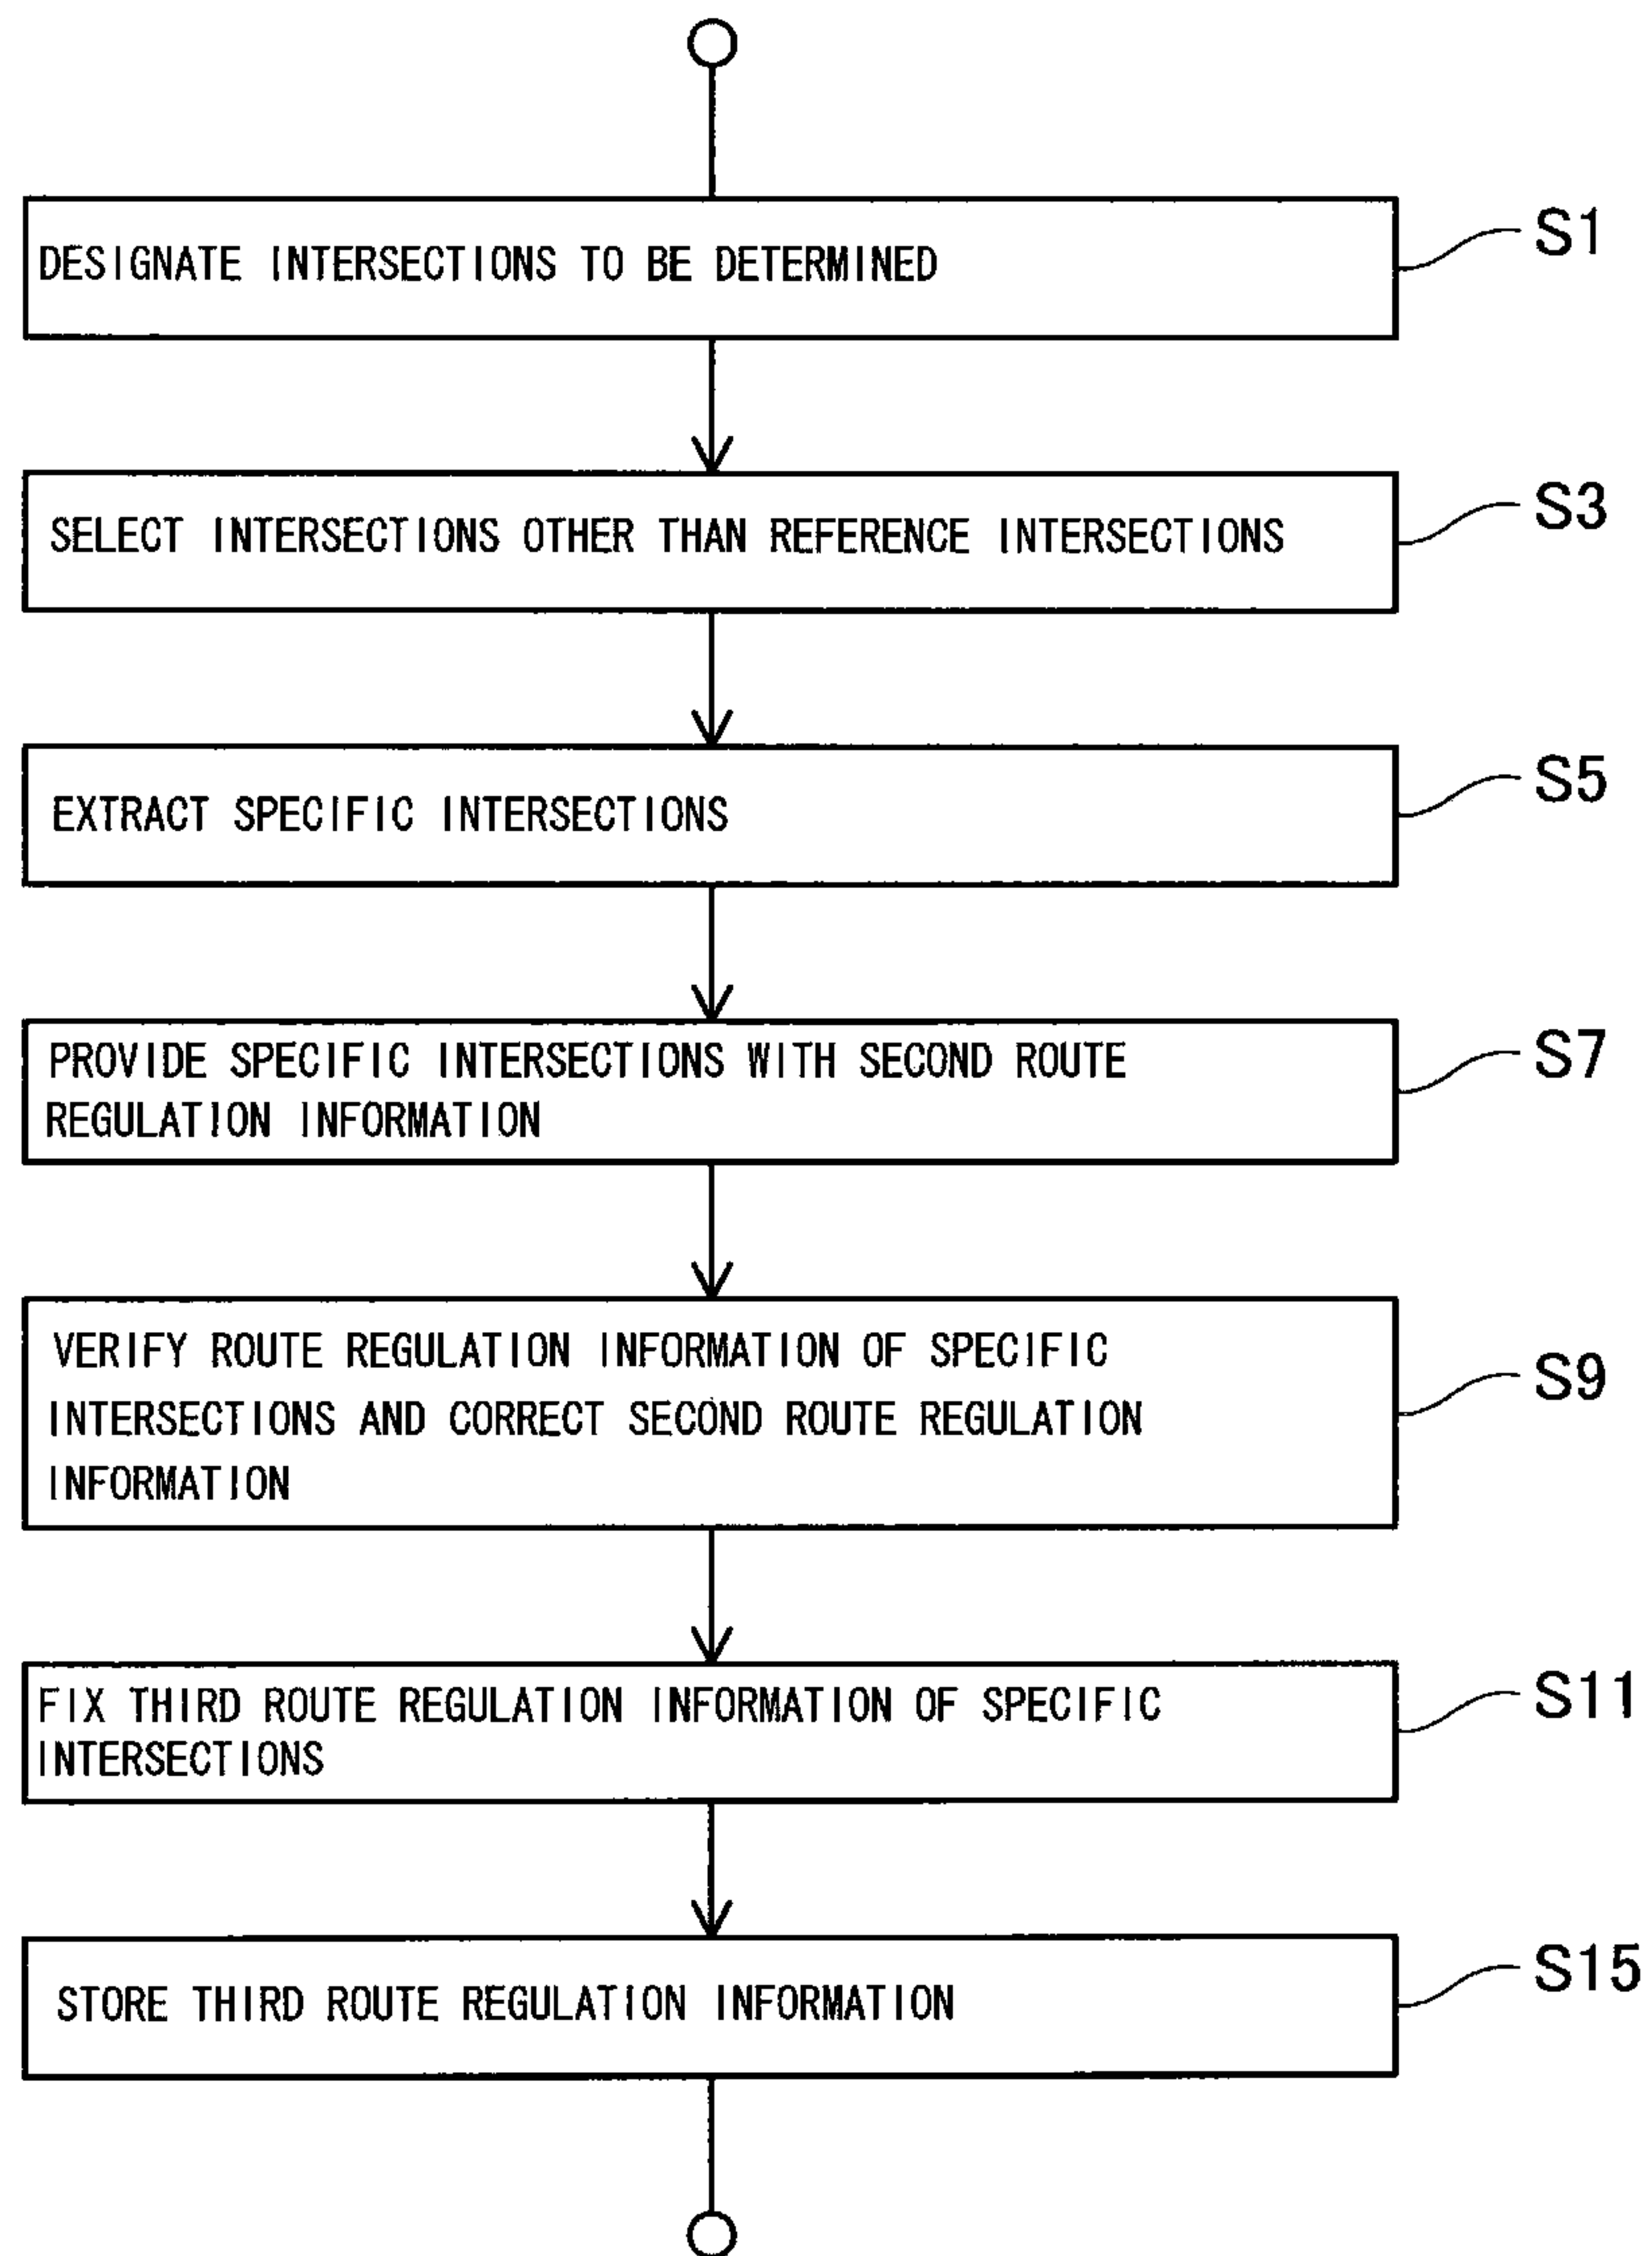 DESIGNATE INTERSECTIONS TO BE DETERMINED
S1
SELECT INTERSECTIONS OTHER THAN REFERENCE INTERSECTIONS
S3
EXTRACT SPECIFIC INTERSECTIONS
S5
PROVIDE SPECIFIC INTERSECTIONS WITH SECOND ROUTE
REGULATION INFORMATION
S7
VERIFY ROUTE REGULATION INFORMATION OF SPECIFIC
INTERSECTIONS AND CORRECT SECOND ROUTE REGULATION
INFORMATION
S9
FIX THIRD ROUTE REGULATION INFORMATION OF SPECIFIC
INTERSECTIONS
S11
STORE THIRD ROUTE REGULATION INFORMATION
S15